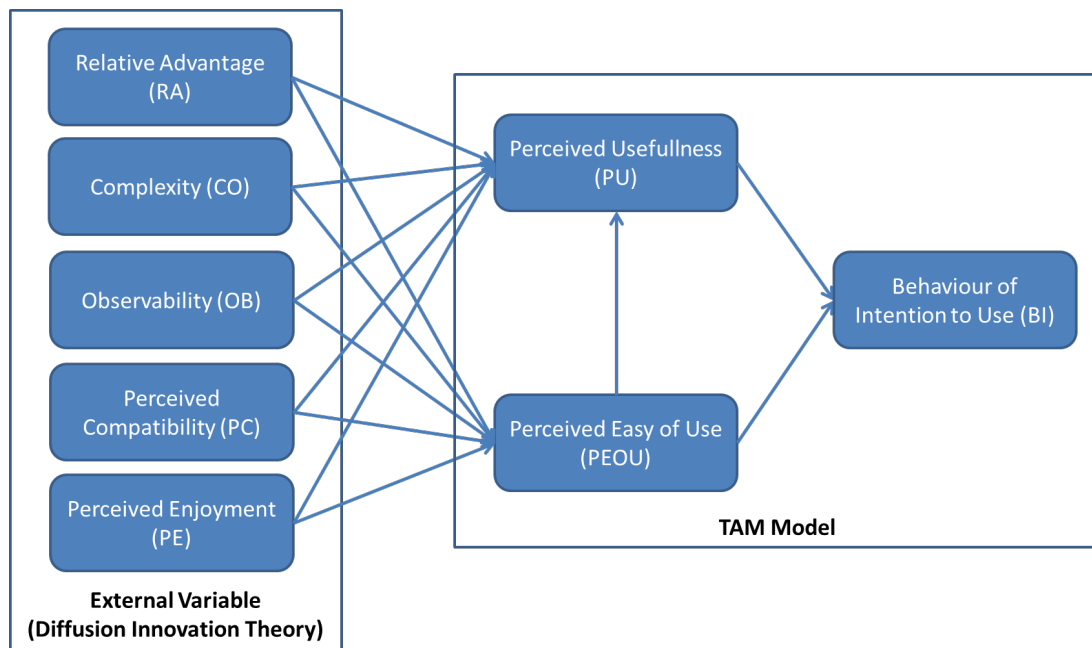 Relative Advantage
(RA)
Complexity (CO)
Observability (OB)
Perceived
Compatibility (PC)
Perceived Enjoyment
(PE)
External Variable
(Diffusion Innovation Theory)
Perceived Usefullness
(PU)
Perceived Easy of Use
(PEOU)
Behaviour of
Intention to Use (BI)
TAM Model